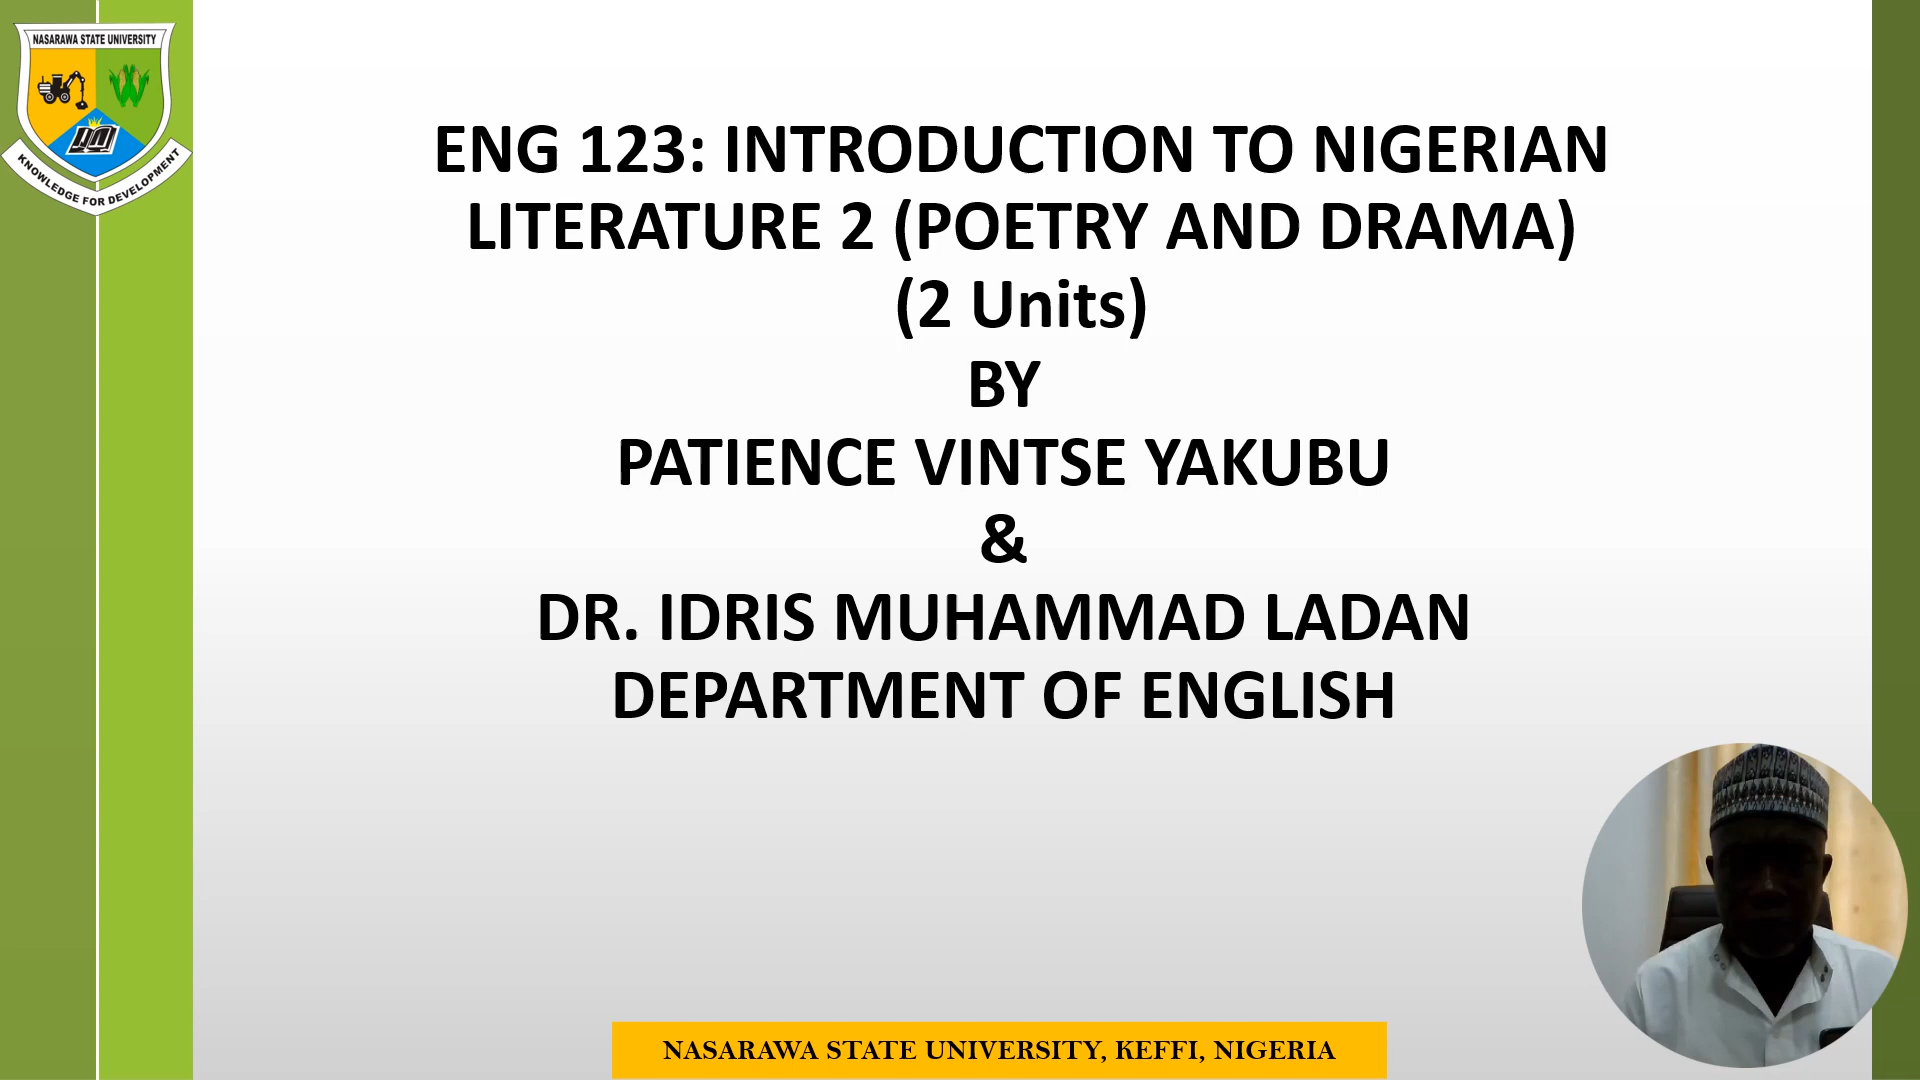 NASARAWA STATE UNIVERSITY
KNOWLEDGE FOR DEVELOPMENT
ENG 123: INTRODUCTION TO NIGERIAN
LITERATURE 2 (POETRY AND DRAMA)
(2 Units)
BY
PATIENCE VINTSE YAKUBU
&
DR. IDRIS MUHAMMAD LADAN
DEPARTMENT OF ENGLISH
NASARAWA STATE UNIVERSITY, KEFFI, NIGERIA